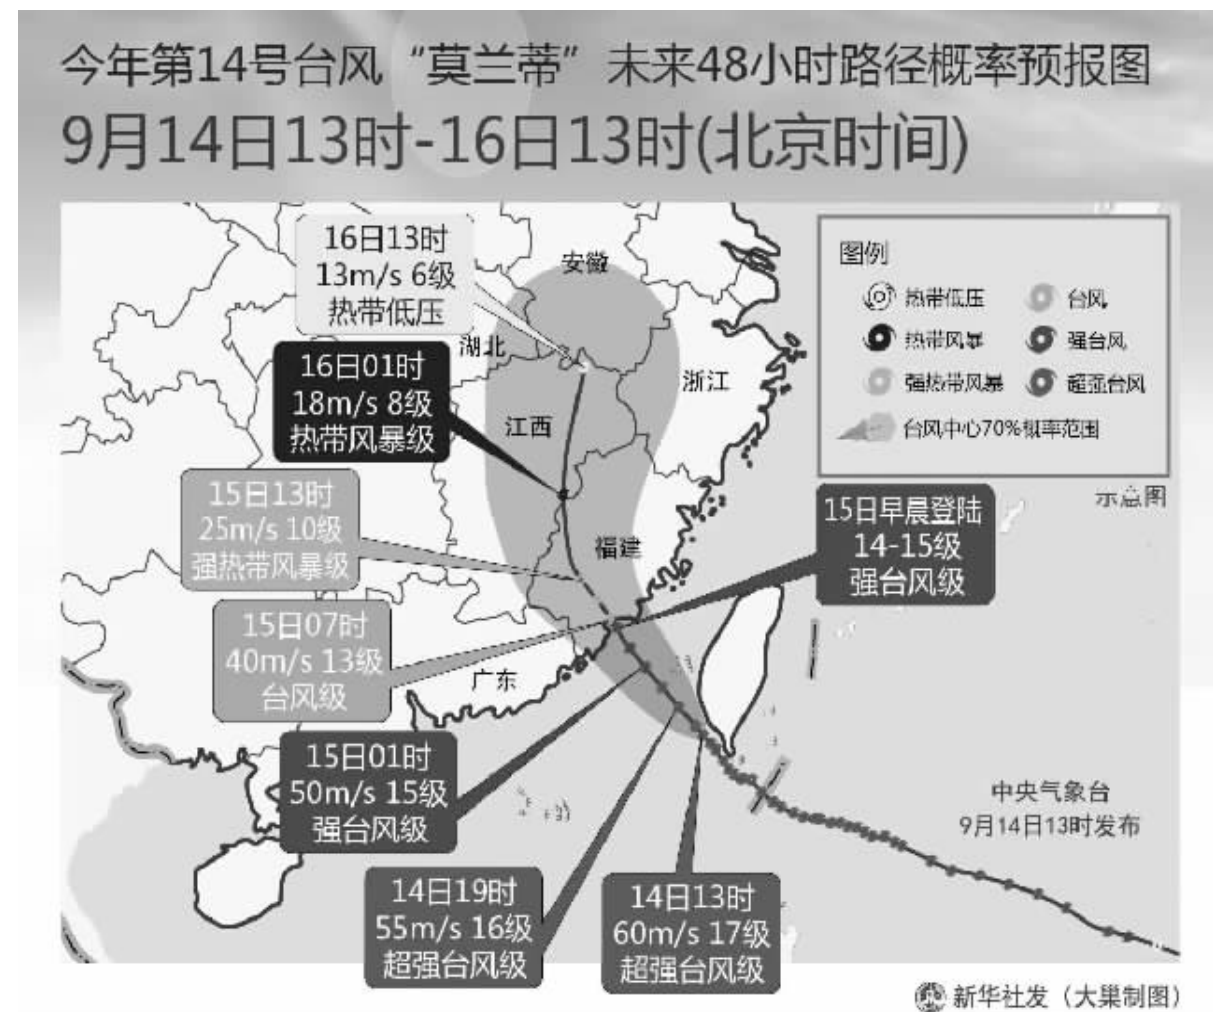 今年第14号台风“莫兰蒂”未来48小时路径概率预报图
9月14日13时-16日13时(北京时间)
16日13时
13m/s 6级
热带低压
安徽
图例
热带低压
台风
热带风暴
强台风
强热带风暴
超强台风
台风中心70%概率范围
示意图
湖北
浙江
16日01时
18m/s 8级
热带风暴级
江西
15日13时
25m/s 10级
强热带风暴级
福建
15日早晨登陆
14-15级
强台风级
15日07时
40m/s 13级
台风级
广东
15日01时
50m/s 15级
强台风级
中央气象台
9月14日13时发布
14日19时
55m/s 16级
超强台风级
14日13时
60m/s 17级
超强台风级
新华社发（大巢制图）